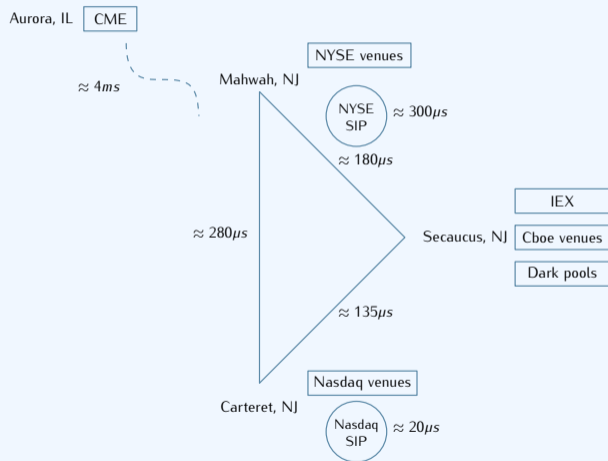 Aurora, IL
CME
≈ 4ms
NYSE venues
Mahwah, NJ
NYSE
SIP
≈ 300μs
≈ 180μs
IEX
≈ 280μs
Secaucus, NJ
Cboe venues
Dark pools
≈ 135μs
Nasdaq venues
Carteret, NJ
Nasdaq
SIP
≈ 20μs